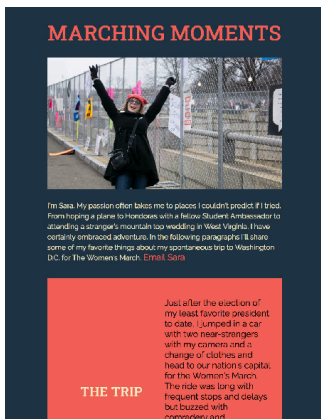 MARCHING MOMENTS
I'm Sara. My passion often takes me to places I couldn't predict if I tried.
From hoping a plane to Hondoras with a fellow Student Ambassador to
attending a stranger's mountain top wedding in West Virginia, I have
certainly embraced adventure. In the following paragraphs I'll share
some of my favorite things about my spontaneous trip to Washington
D.C. for The Women's March. Email Sara
Just after the election of
my least favorite president
to date, I jumped in a car
with two near-strangers
with my camera and a
change of clothes and
head to our nation's capital
for the Women's March.
The ride was long with
THE TRIP
frequent stops and delays
but buzzed with
comradery and